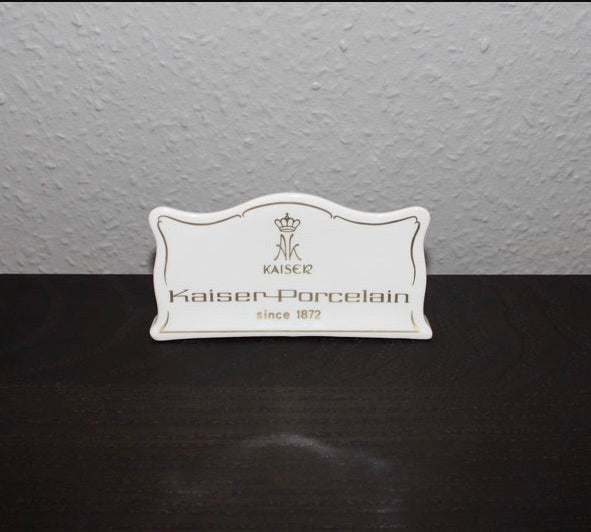 AK
KAISER
Kaiser-Porcelain
since 1872